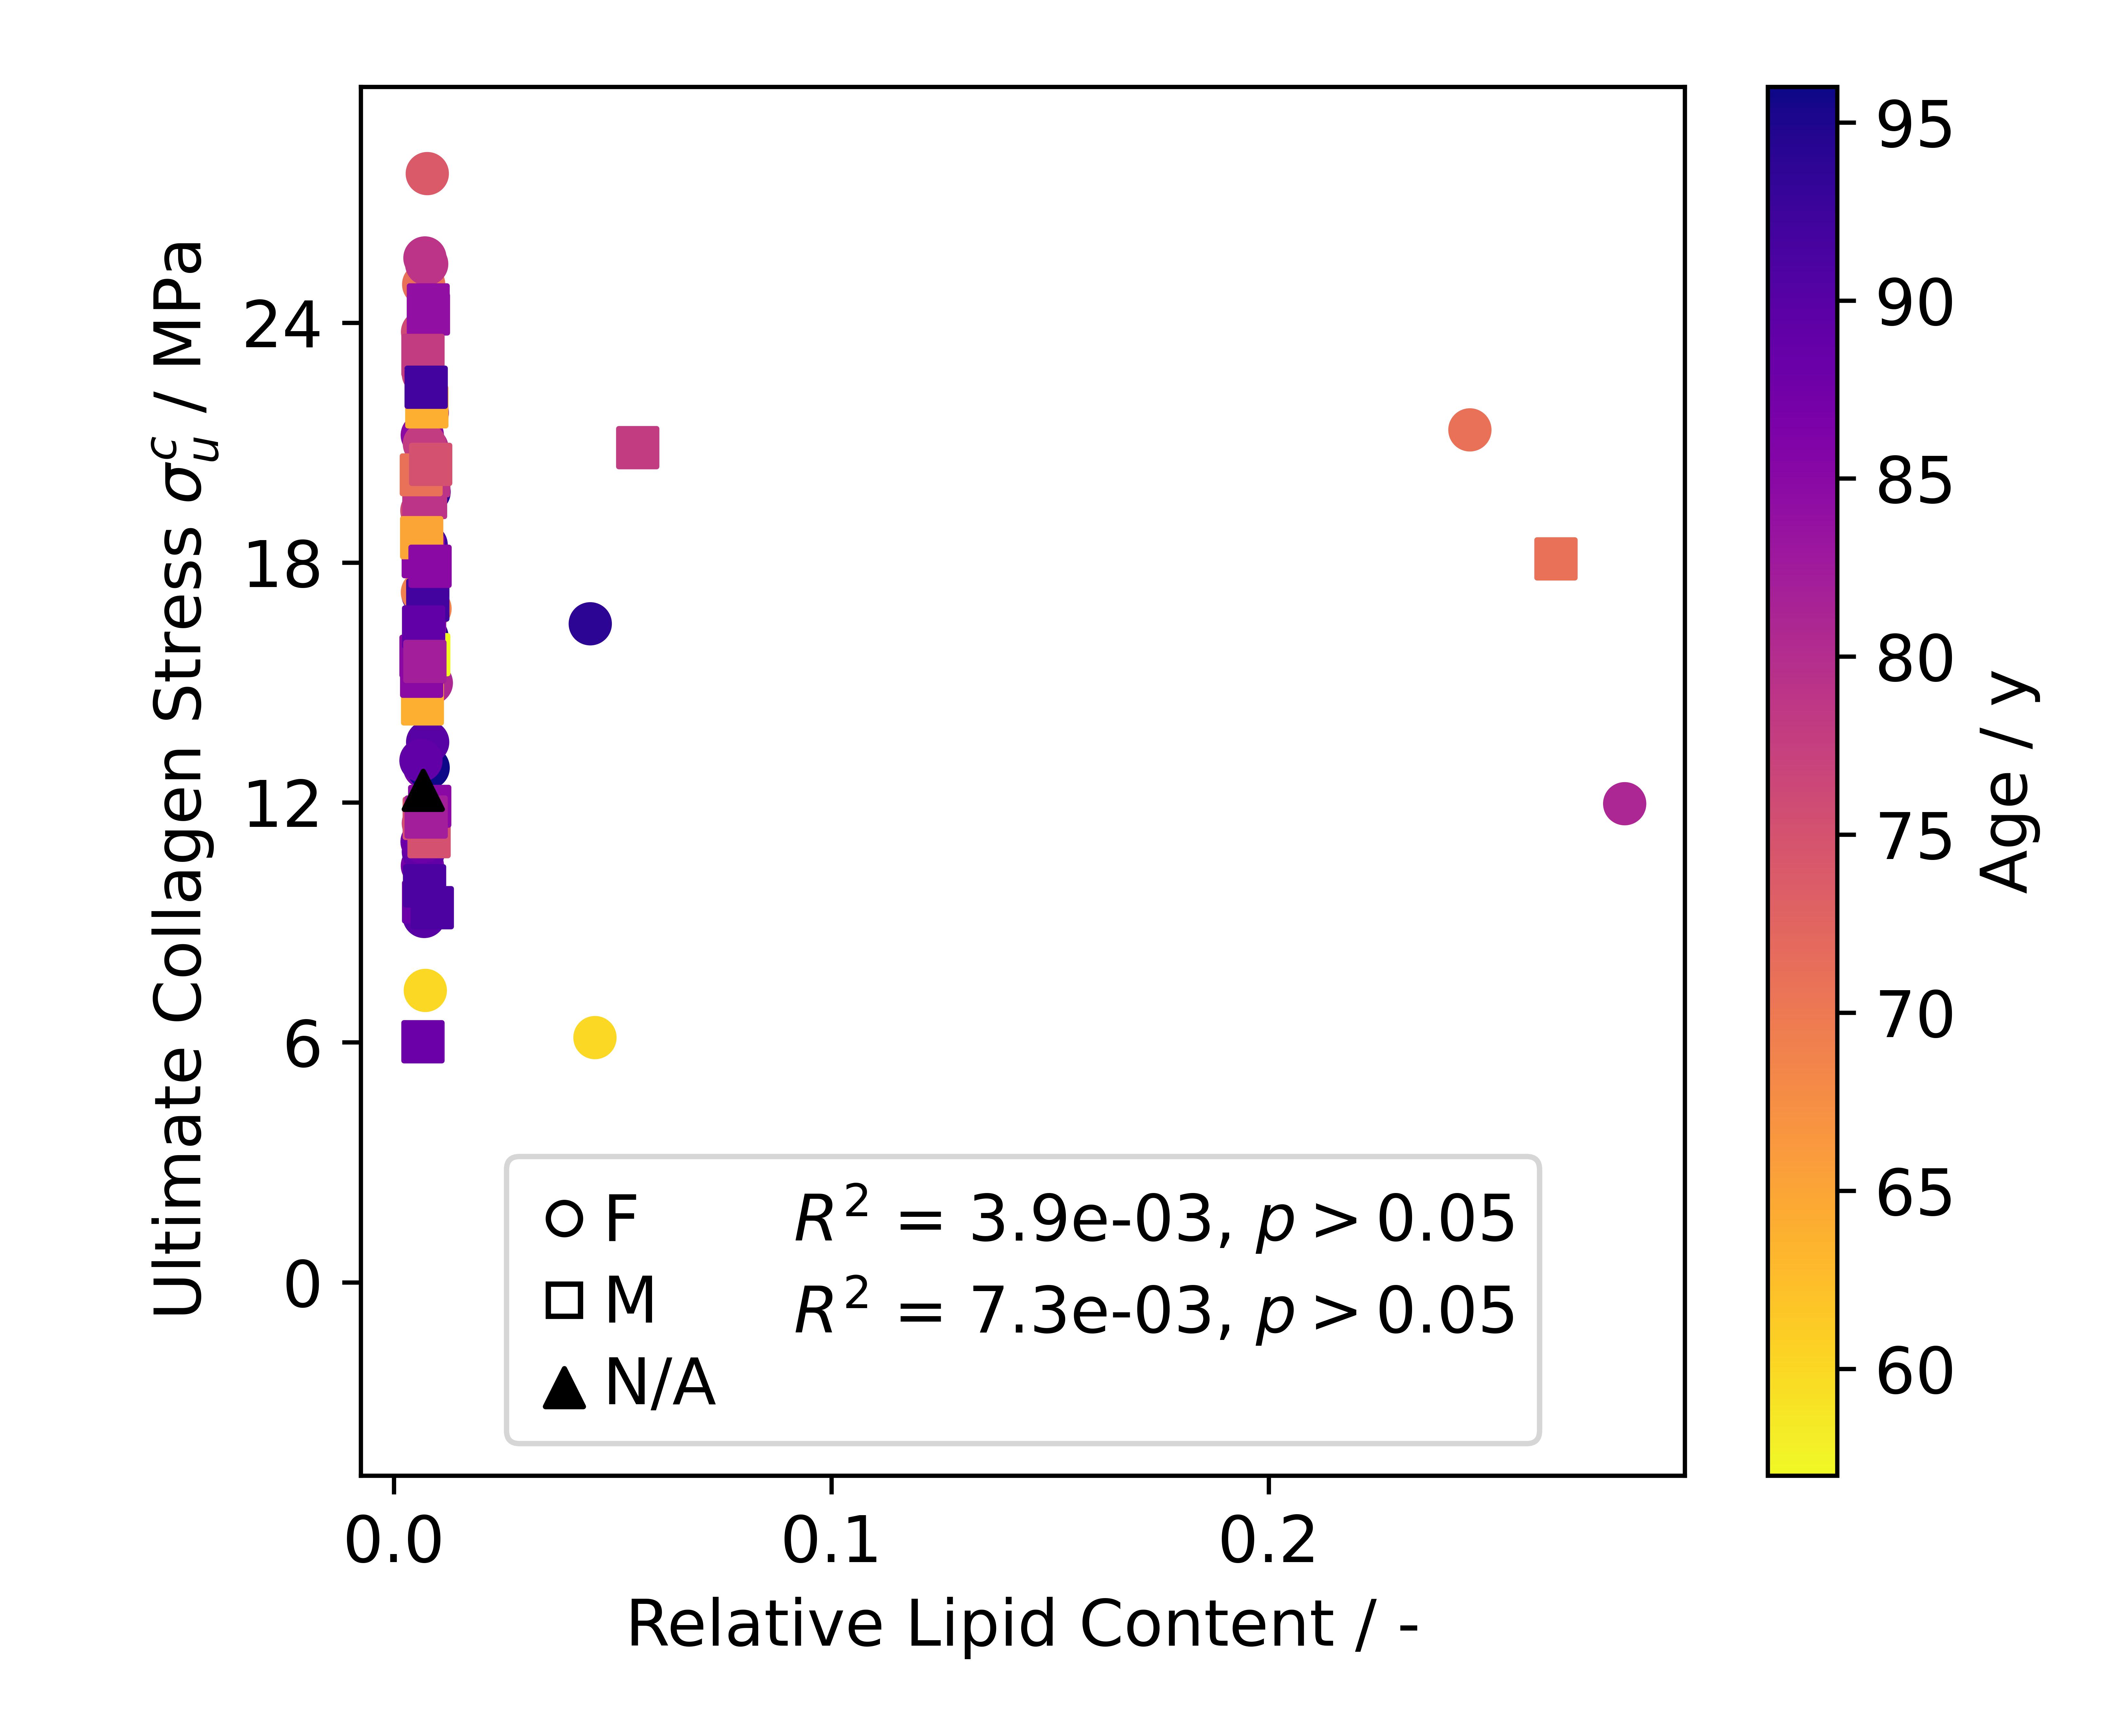 Ultimate Collagen Stress σᵤᶜ / MPa
24
18
12
6
0
F R² = 3.9e-03, p > 0.05
M R² = 7.3e-03, p > 0.05
N/A
0.0 0.1 0.2
Relative Lipid Content / -
95
90
85
80
75
70
65
60
Age / y